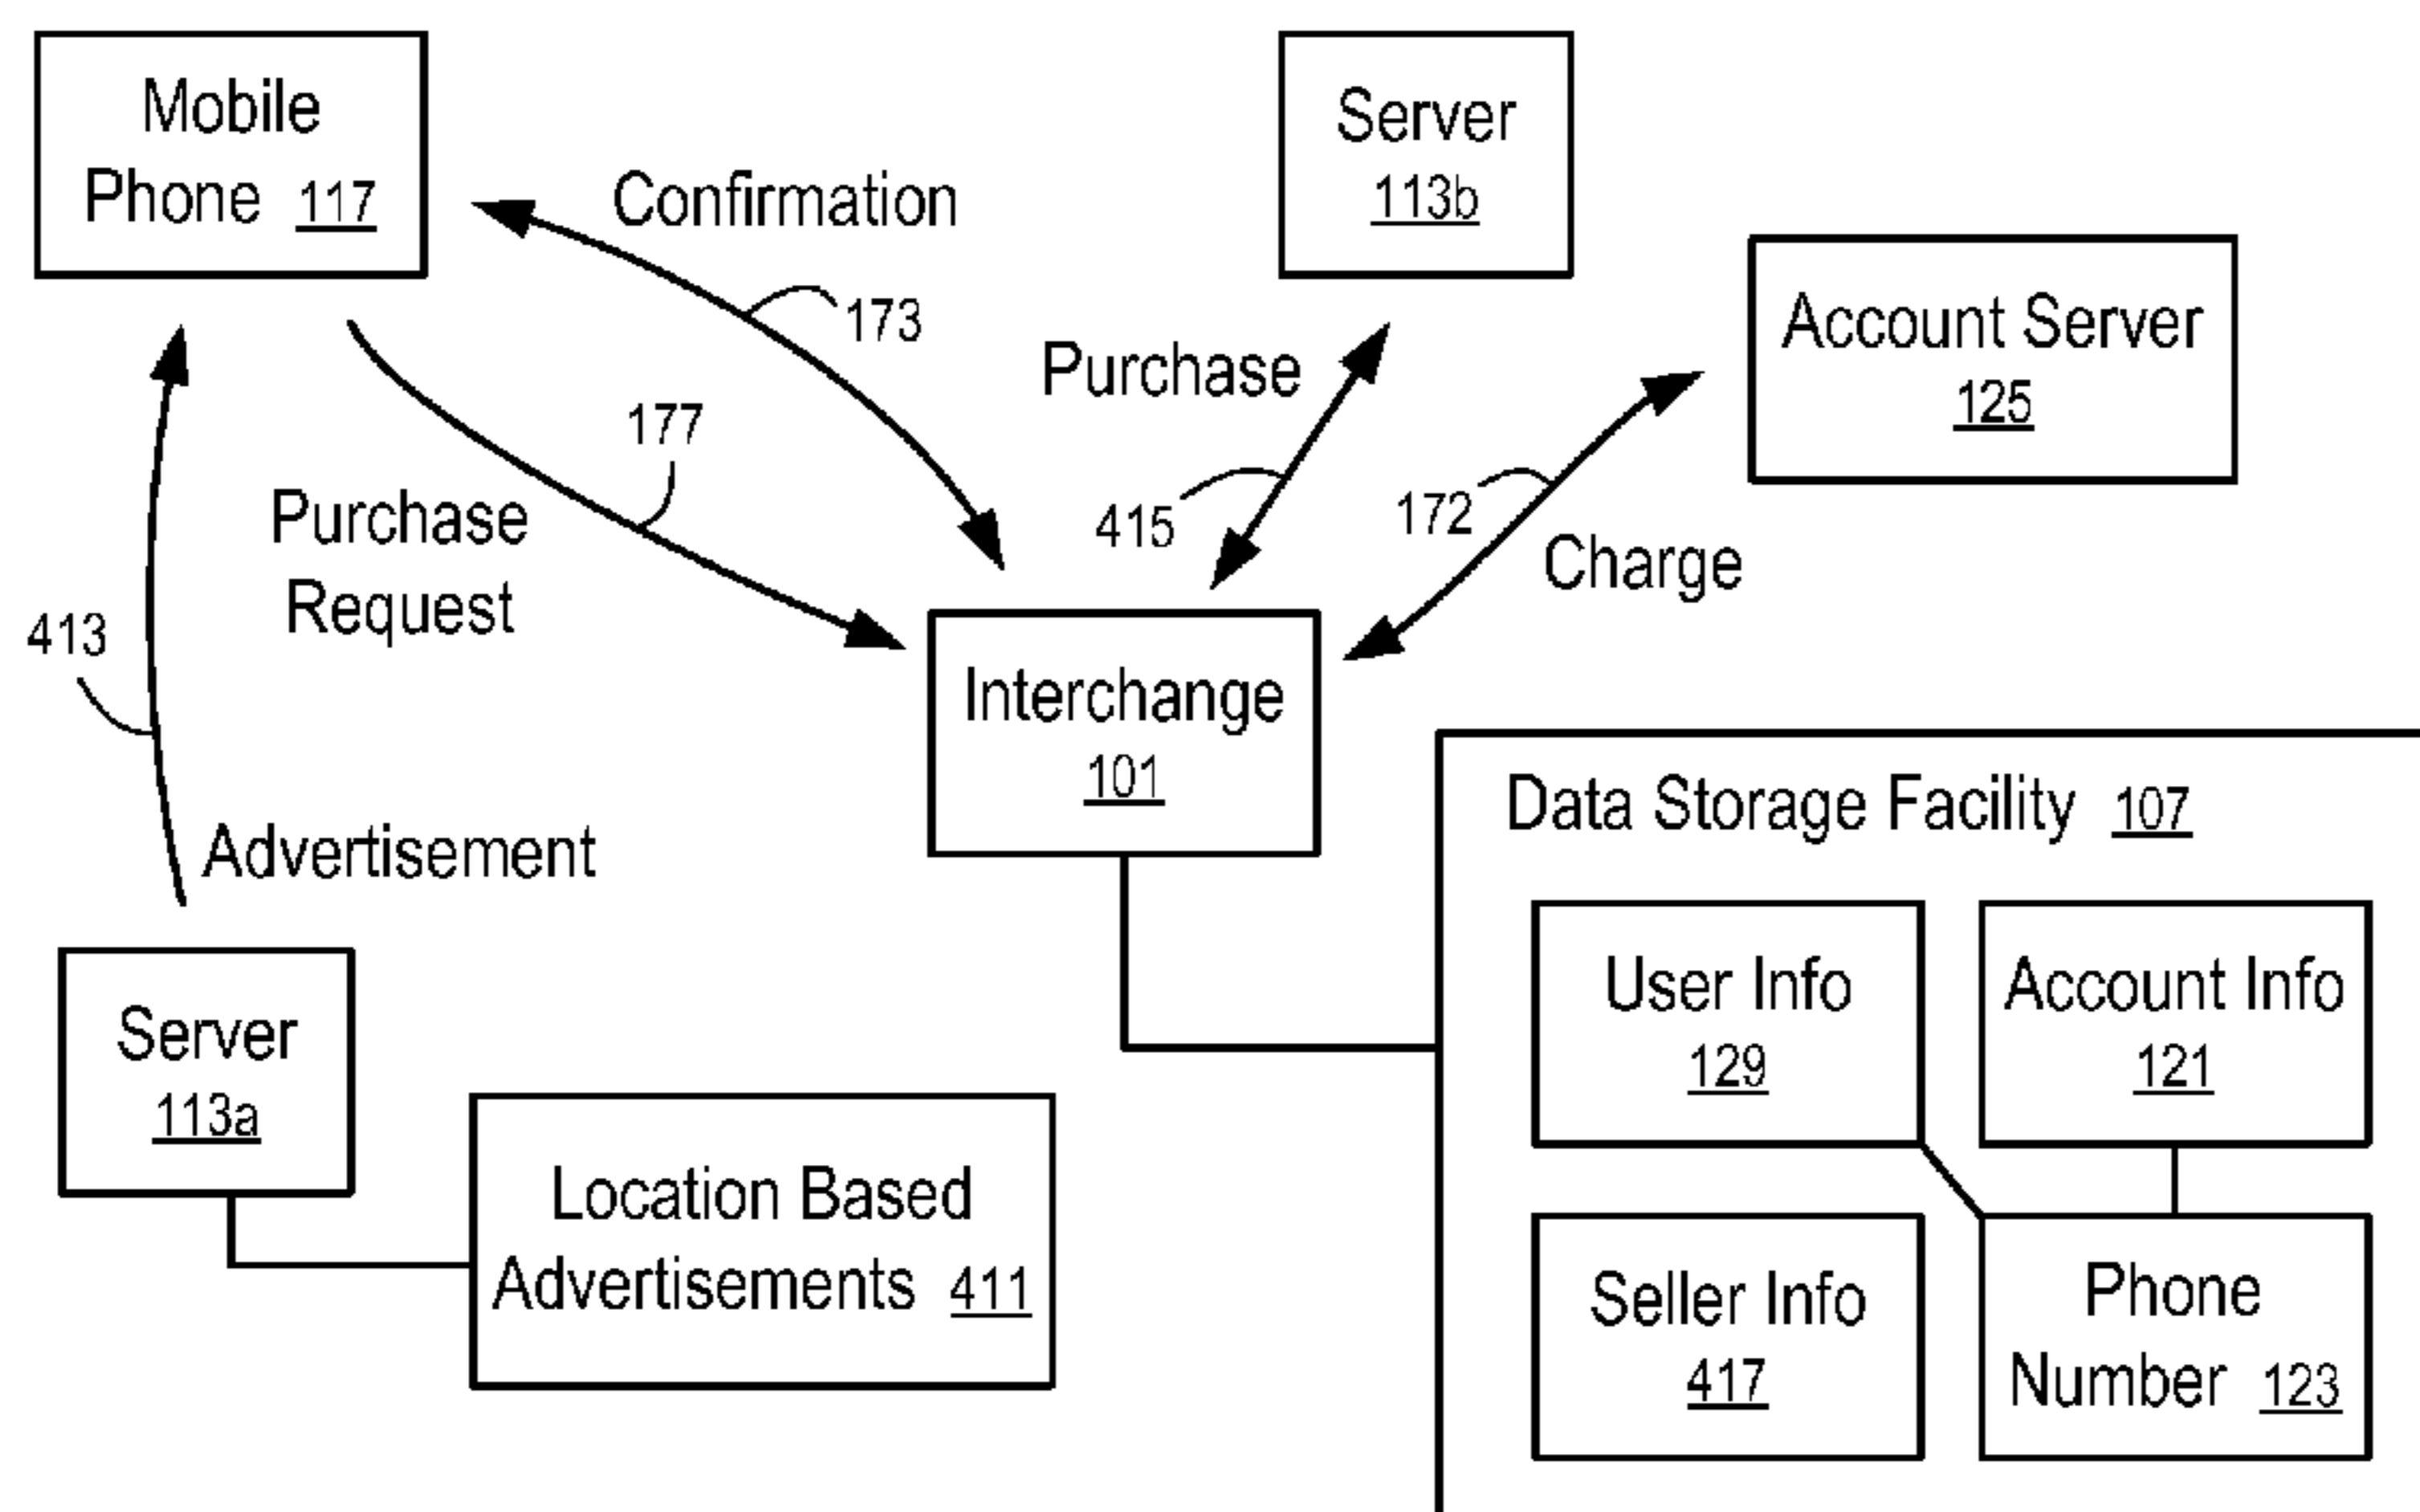 Mobile
Phone 117
Confirmation
173
Server
113b
Account Server
125
Purchase
415
172
Charge
177
Purchase
Request
413
Advertisement
Interchange
101
Server
113a
Location Based
Advertisements 411
Data Storage Facility 107
User Info
129
Account Info
121
Seller Info
417
Phone
Number 123